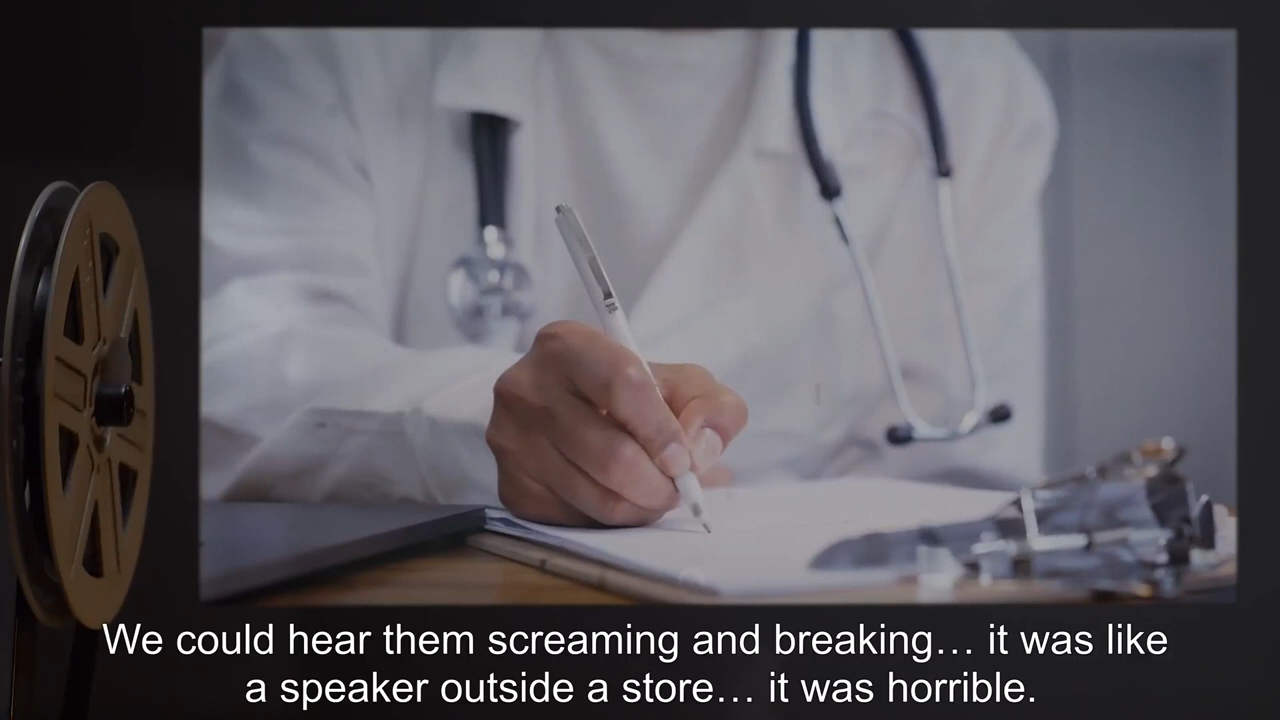 We could hear them screaming and breaking… it was like
a speaker outside a store… it was horrible.